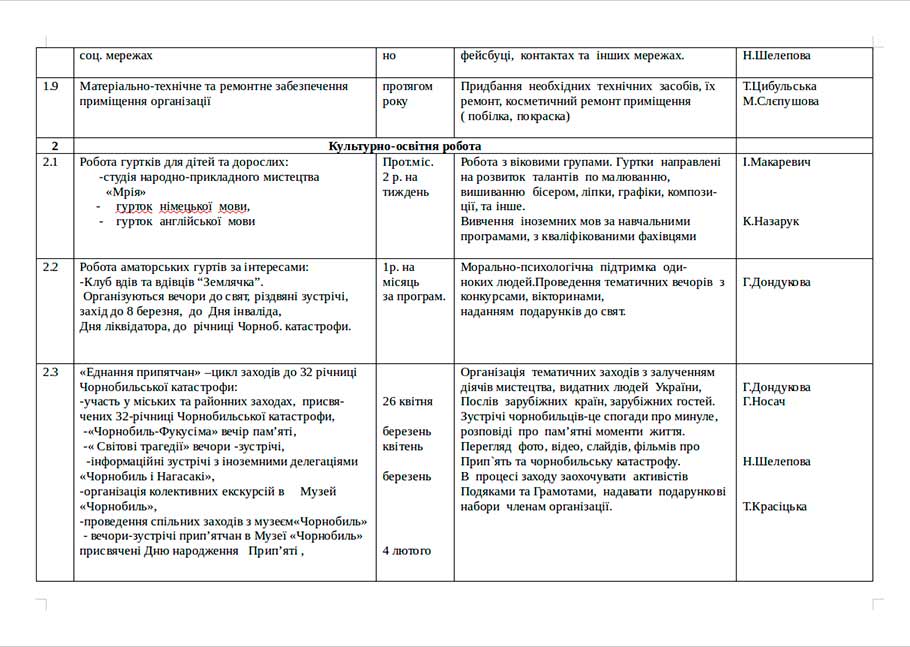 соц. мережах
но
фейсбуці, контактах та інших мережах.
Н.Шелепова
1.9
Матеріально-технічне та ремонтне забезпечення
приміщення організації
протягом
року
Придбання необхідних технічних засобів, їх
ремонт, косметичний ремонт приміщення
( побілка, покраска)
Т.Цибульська
М.Слєпушова
2
Культурно-освітня робота
2.1
Робота гуртків для дітей та дорослих:
-студія народно-прикладного мистецтва
«Мрія»
- гурток німецької мови,
- гурток англійської мови
Прот.міс.
2 р. на
тиждень
Робота з віковими групами. Гуртки направлені
на розвиток талантів по малюванню,
вишиванню бісером, ліпки, графіки, компози-
ції, та інше.
Вивчення іноземних мов за навчальними
програмами, з кваліфікованими фахівцями
І.Макаревич
К.Назарук
2.2
Робота аматорських гуртів за інтересами:
-Клуб вдів та вдівців “Землячка”.
Організуються вечори до свят, різдвяні зустрічі,
захід до 8 березня, до Дня інваліда,
Дня ліквідатора, до річниці Чорноб. катастрофи.
1р. на
місяць
за програм.
Морально-психологічна підтримка оди-
ноких людей.Проведення тематичних вечорів з
конкурсами, вікторинами,
наданням подарунків до свят.
Г.Дондукова
2.3
«Еднання припятчан» –цикл заходів до 32 річниці
Чорнобильської катастрофи:
-участь у міських та районних заходах, присвя-
чених 32-річниці Чорнобильської катастрофи,
-«Чорнобиль-Фукусіма» вечір пам’яті,
-« Світові трагедії» вечори -зустрічі,
-інформаційні зустрічі з іноземними делегаціями
«Чорнобиль і Нагасакі»,
-організація колективних екскурсій в Музей
«Чорнобиль»,
-проведення спільних заходів з музеєм«Чорнобиль»
- вечори-зустрічі прип’ятчан в Музеї «Чорнобиль»
присвячені Дню народження Прип’яті ,
26 квітня
березень
квітень
березень
4 лютого
Організація тематичних заходів з залученням
діячів мистецтва, видатних людей України,
Послів зарубіжних країн, зарубіжних гостей.
Зустрічі чорнобильців-це спогади про минуле,
розповіді про пам’ятні моменти життя.
Перегляд фото, відео, слайдів, фільмів про
Прип`ять та чорнобильську катастрофу.
В процесі заходу заохочувати активістів
Подяками та Грамотами, надавати подарункові
набори членам організації.
Г.Дондукова
Г.Носач
Н.Шелепова
Т.Красіцька